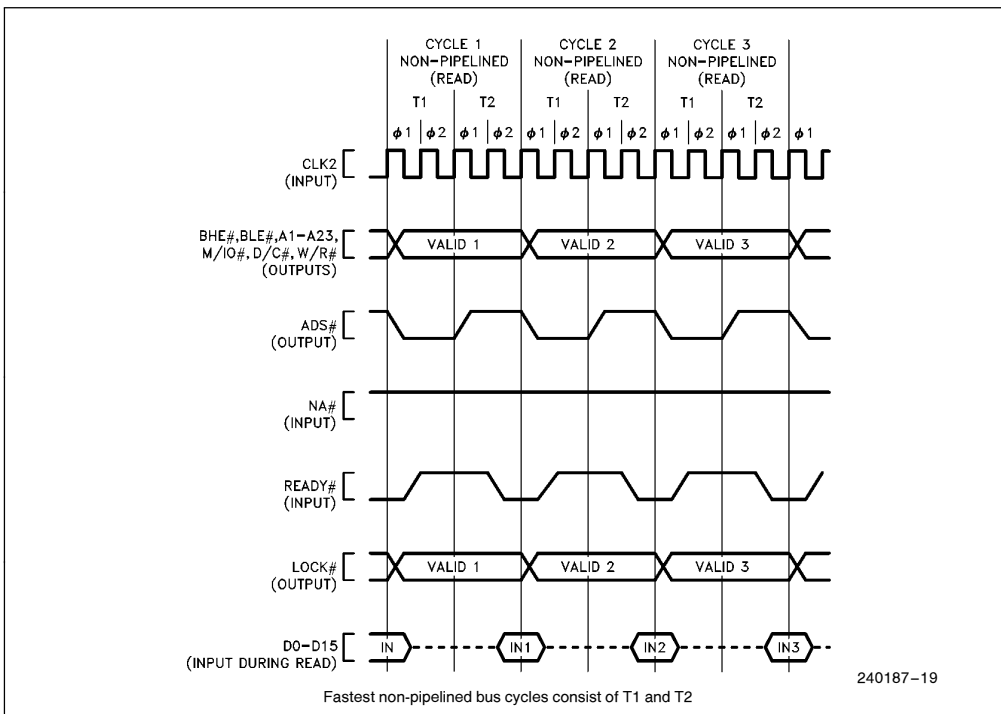 CYCLE 1 CYCLE 2 CYCLE 3
NON-PIPELINED NON-PIPELINED NON-PIPELINED
(READ) (READ) (READ)
T1 T2 T1 T2 T1 T2
ϕ1 ϕ2 ϕ1 ϕ2 ϕ1 ϕ2 ϕ1 ϕ2 ϕ1 ϕ2 ϕ1 ϕ2 ϕ1
CLK2
(INPUT)
BHE#,BLE#,A1-A23,
M/IO#,D/C#,W/R#
(OUTPUTS)
VALID 1 VALID 2 VALID 3
ADS#
(OUTPUT)
NA#
(INPUT)
READY#
(INPUT)
LOCK#
(OUTPUT)
VALID 1 VALID 2 VALID 3
D0-D15
(INPUT DURING READ)
IN IN1 IN2 IN3
240187-19
Fastest non-pipelined bus cycles consist of T1 and T2